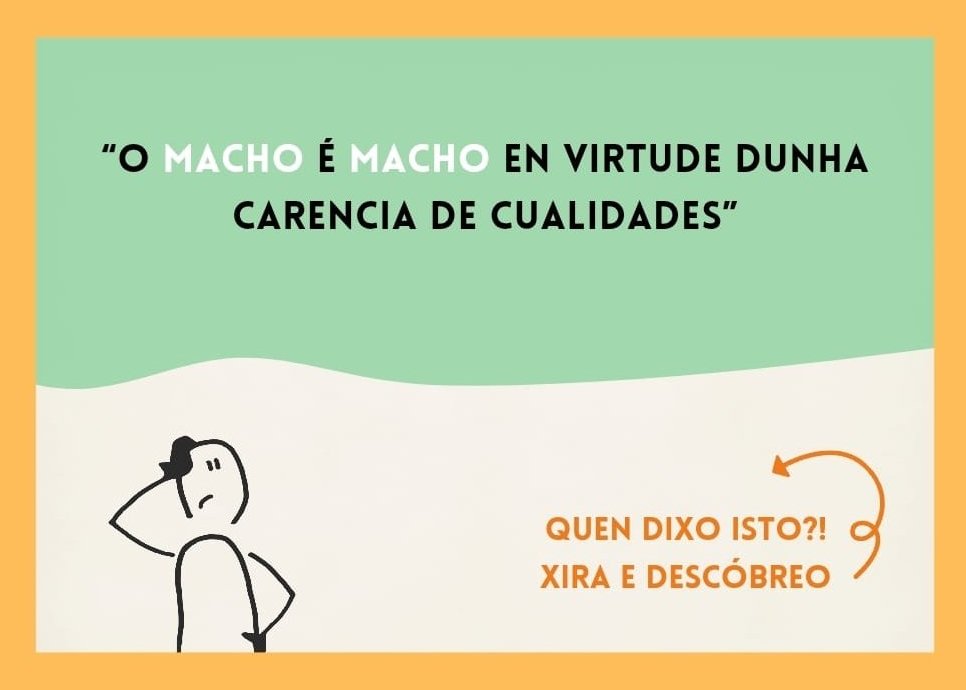 “O MACHO É MACHO EN VIRTUDE DUNHA
CARENCIA DE CUALIDADES”
QUEN DIXO ISTO?!
XIRA E DESCÓBREO